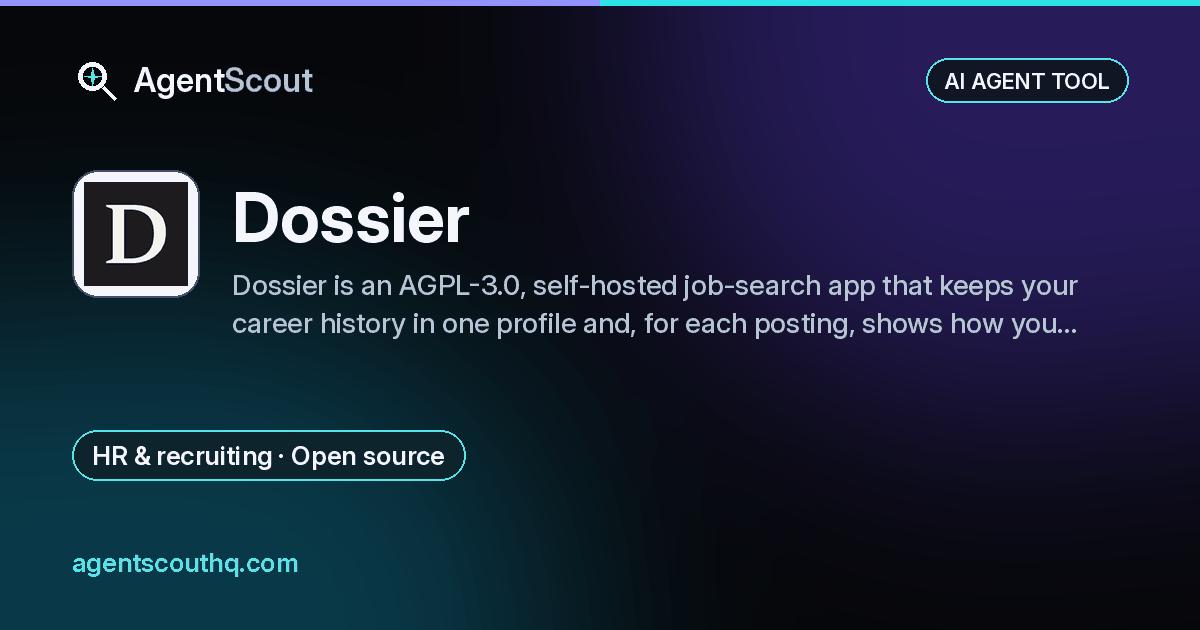 AgentScout
AI AGENT TOOL
D
Dossier
Dossier is an AGPL-3.0, self-hosted job-search app that keeps your
career history in one profile and, for each posting, shows how you...
HR & recruiting · Open source
agentscouthq.com